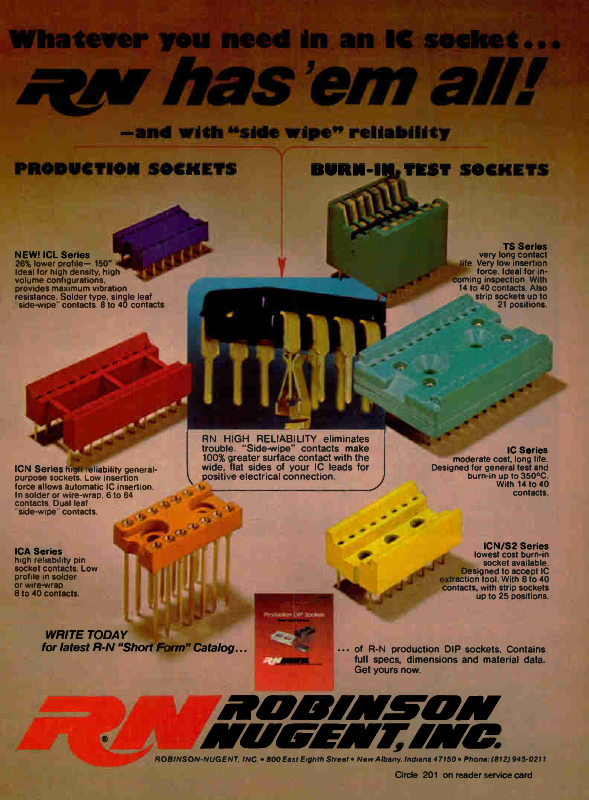 Whatever you need in an IC socket...
RN has 'em all!
—and with "side wipe" reliability
PRODUCTION SOCKETS
BURN-IN, TEST SOCKETS
NEW! ICL Series
26% lower profile— 150"
Ideal for high density, high
volume configurations,
provides maximum vibration
resistance. Solder type, single leaf
"side-wipe" contacts. 8 to 40 contacts
TS Series
very long contact
life. Very low insertion
force. Ideal for in-
coming inspection. With
14 to 40 contacts. Also
strip sockets up to
21 positions.
RN HIGH RELIABILITY eliminates
trouble. "Side-wipe" contacts make
100% greater surface contact with the
wide, flat sides of your IC leads for
positive electrical connection.
ICN Series high reliability general-
purpose sockets. Low insertion
force allows automatic IC insertion.
In solder or wire-wrap. 6 to 64
contacts. Dual leaf
"side-wipe" contacts.
IC Series
moderate cost, long life.
Designed for general test and
burn-in up to 350°C.
With 14 to 40
contacts.
ICA Series
high reliability pin
socket contacts. Low
profile in solder
or wire-wrap.
8 to 40 contacts.
ICN/S2 Series
lowest cost burn-in
socket available.
Designed to accept IC
extraction tool. With 8 to 40
contacts, with strip sockets
up to 25 positions.
WRITE TODAY
for latest R-N "Short Form" Catalog...
Production DIP Sockets
... of R-N production DIP sockets. Contains
full specs, dimensions and material data.
Get yours now.
RN® ROBINSON
NUGENT, INC.
ROBINSON-NUGENT, INC • 800 East Eighth Street • New Albany, Indiana 47150 • Phone: (812) 945-0211
Circle 201 on reader service card